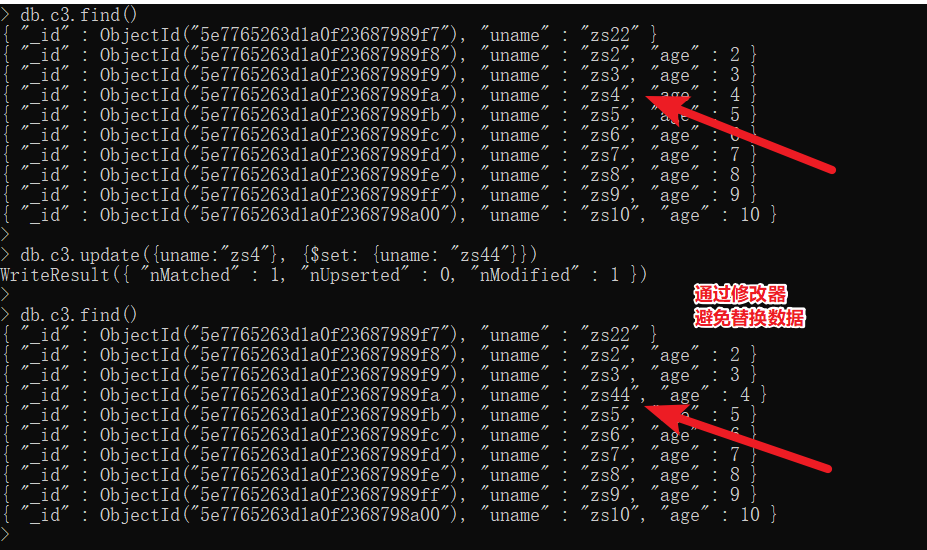 > db.c3.find()
{ "_id" : ObjectId("5e7765263d1a0f23687989f7"), "uname" : "zs22" }
{ "_id" : ObjectId("5e7765263d1a0f23687989f8"), "uname" : "zs2", "age" : 2 }
{ "_id" : ObjectId("5e7765263d1a0f23687989f9"), "uname" : "zs3", "age" : 3 }
{ "_id" : ObjectId("5e7765263d1a0f23687989fa"), "uname" : "zs4", "age" : 4 }
{ "_id" : ObjectId("5e7765263d1a0f23687989fb"), "uname" : "zs5", "age" : 5 }
{ "_id" : ObjectId("5e7765263d1a0f23687989fc"), "uname" : "zs6", "age" : 6 }
{ "_id" : ObjectId("5e7765263d1a0f23687989fd"), "uname" : "zs7", "age" : 7 }
{ "_id" : ObjectId("5e7765263d1a0f23687989fe"), "uname" : "zs8", "age" : 8 }
{ "_id" : ObjectId("5e7765263d1a0f23687989ff"), "uname" : "zs9", "age" : 9 }
{ "_id" : ObjectId("5e7765263d1a0f2368798a00"), "uname" : "zs10", "age" : 10 }
>
> db.c3.update({uname:"zs4"}, {$set: {uname: "zs44"}})
WriteResult({ "nMatched" : 1, "nUpserted" : 0, "nModified" : 1 })
>
通过修改器
避免替换数据
> db.c3.find()
{ "_id" : ObjectId("5e7765263d1a0f23687989f7"), "uname" : "zs22" }
{ "_id" : ObjectId("5e7765263d1a0f23687989f8"), "uname" : "zs2", "age" : 2 }
{ "_id" : ObjectId("5e7765263d1a0f23687989f9"), "uname" : "zs3", "age" : 3 }
{ "_id" : ObjectId("5e7765263d1a0f23687989fa"), "uname" : "zs44", "age" : 4 }
{ "_id" : ObjectId("5e7765263d1a0f23687989fb"), "uname" : "zs5", "age" : 5 }
{ "_id" : ObjectId("5e7765263d1a0f23687989fc"), "uname" : "zs6", "age" : 6 }
{ "_id" : ObjectId("5e7765263d1a0f23687989fd"), "uname" : "zs7", "age" : 7 }
{ "_id" : ObjectId("5e7765263d1a0f23687989fe"), "uname" : "zs8", "age" : 8 }
{ "_id" : ObjectId("5e7765263d1a0f23687989ff"), "uname" : "zs9", "age" : 9 }
{ "_id" : ObjectId("5e7765263d1a0f2368798a00"), "uname" : "zs10", "age" : 10 }
>